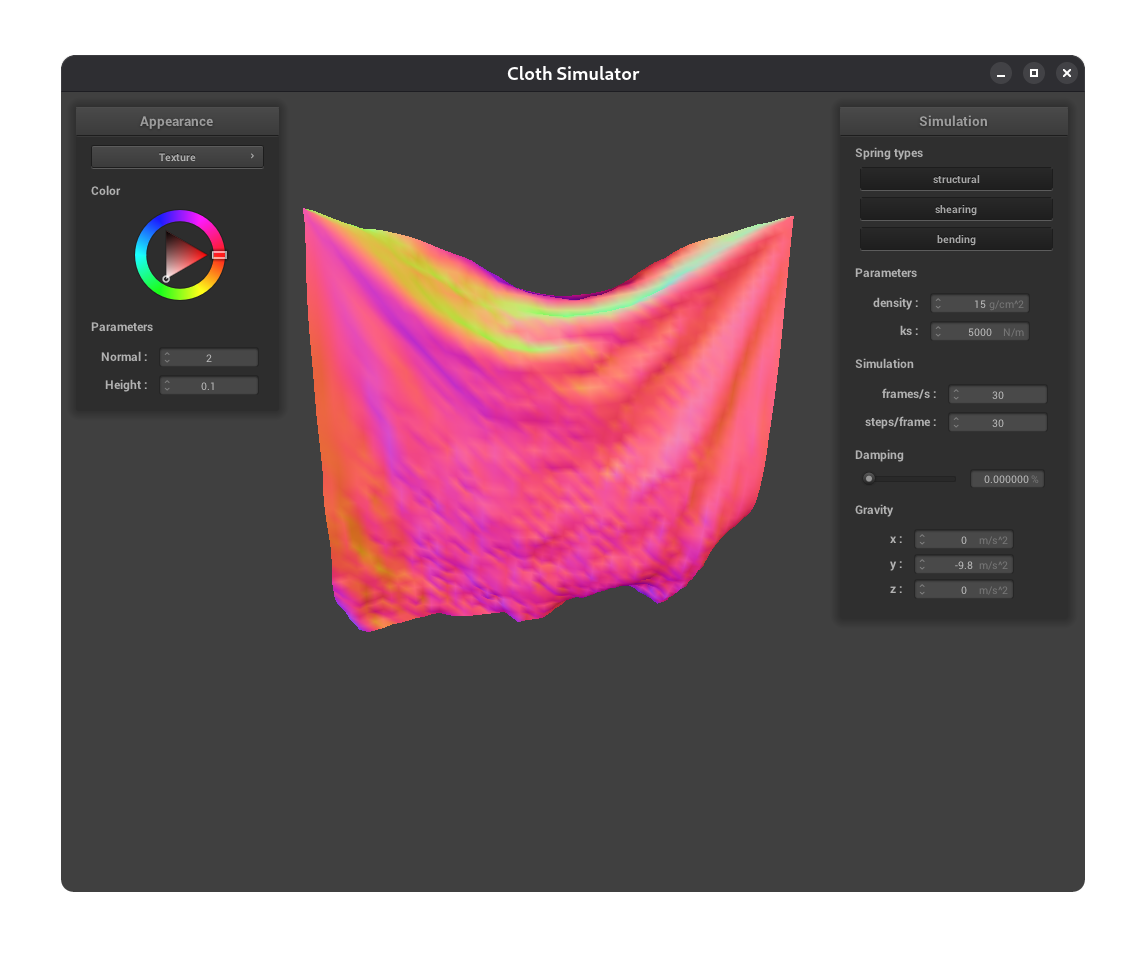 Cloth Simulator
Appearance
Texture
Color
Parameters
Normal : 2
Height : 0.1
Simulation
Spring types
structural
shearing
bending
Parameters
density : 15 g/cm^2
ks : 5000 N/m
Simulation
frames/s : 30
steps/frame : 30
Damping
0.000000 %
Gravity
x : 0 m/s^2
y : -9.8 m/s^2
z : 0 m/s^2